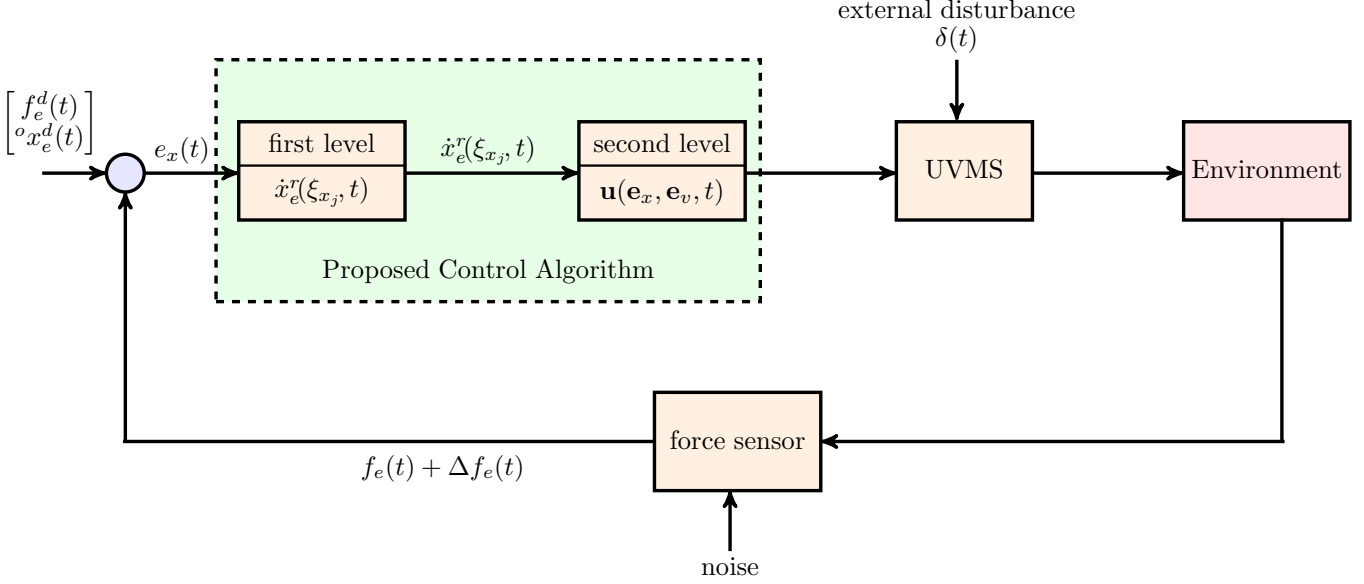 external disturbance
δ(t)
[f_e^d(t)]
[^o x_e^d(t)]
e_x(t)
first level
ẋ_e^r(ξ_{x_j}, t)
ẋ_e^r(ξ_{x_j}, t)
second level
𝐮(𝐞_x, 𝐞_v, t)
UVMS
Environment
Proposed Control Algorithm
force sensor
f_e(t) + Δf_e(t)
noise